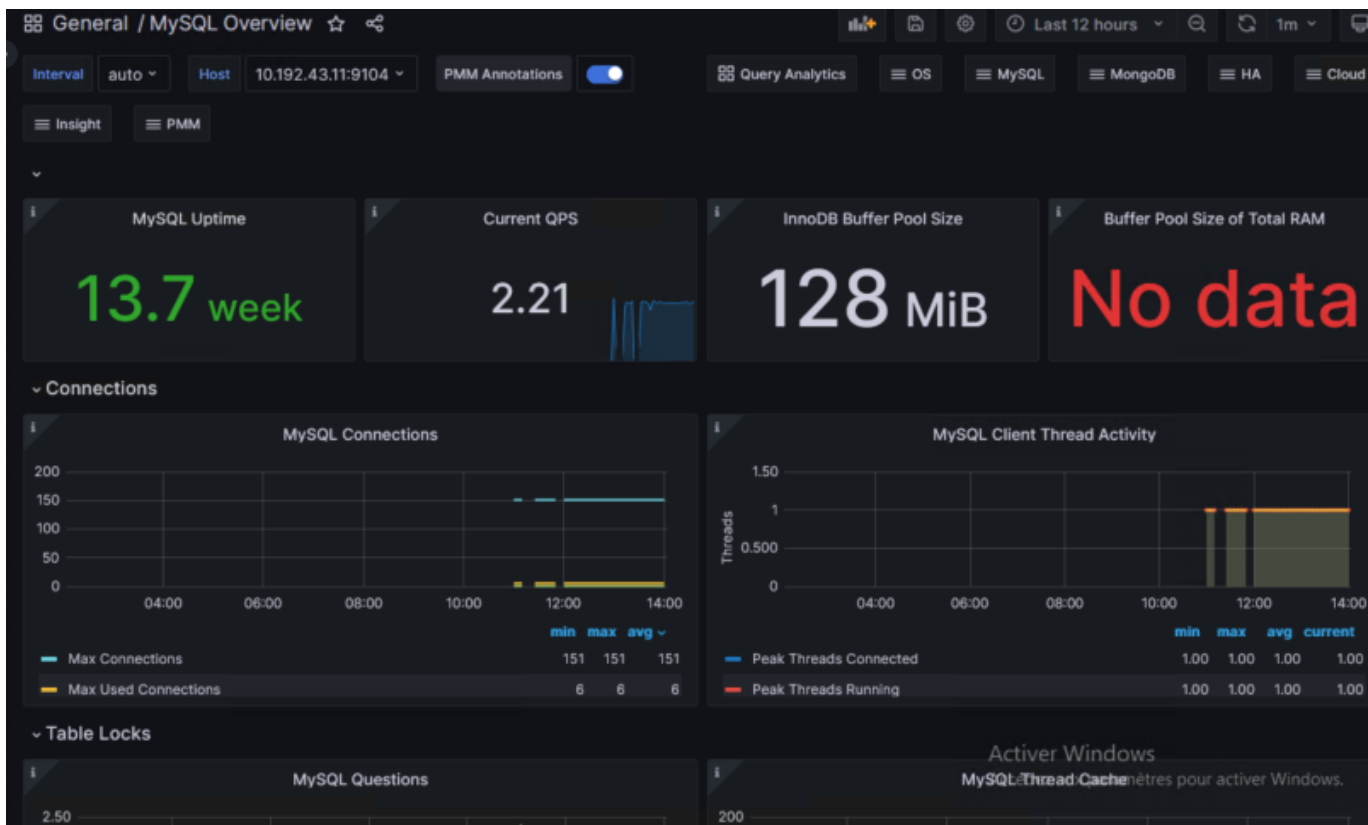 General / MySQL Overview
Last 12 hours 1m
Interval auto Host 10.192.43.11:9104 PMM Annotations Query Analytics OS MySQL MongoDB HA Cloud
Insight PMM
MySQL Uptime
13.7 week
Current QPS
2.21
InnoDB Buffer Pool Size
128 MiB
Buffer Pool Size of Total RAM
No data
Connections
MySQL Connections
200
150
100
50
0
04:00 06:00 08:00 10:00 12:00 14:00
min max avg
Max Connections 151 151 151
Max Used Connections 6 6 6
MySQL Client Thread Activity
Threads
1.50
1
0.500
0
04:00 06:00 08:00 10:00 12:00 14:00
min max avg current
Peak Threads Connected 1.00 1.00 1.00 1.00
Peak Threads Running 1.00 1.00 1.00 1.00
Table Locks
MySQL Questions
2.50
MySQL Thread Cache
200
Activer Windows
pour activer Windows.